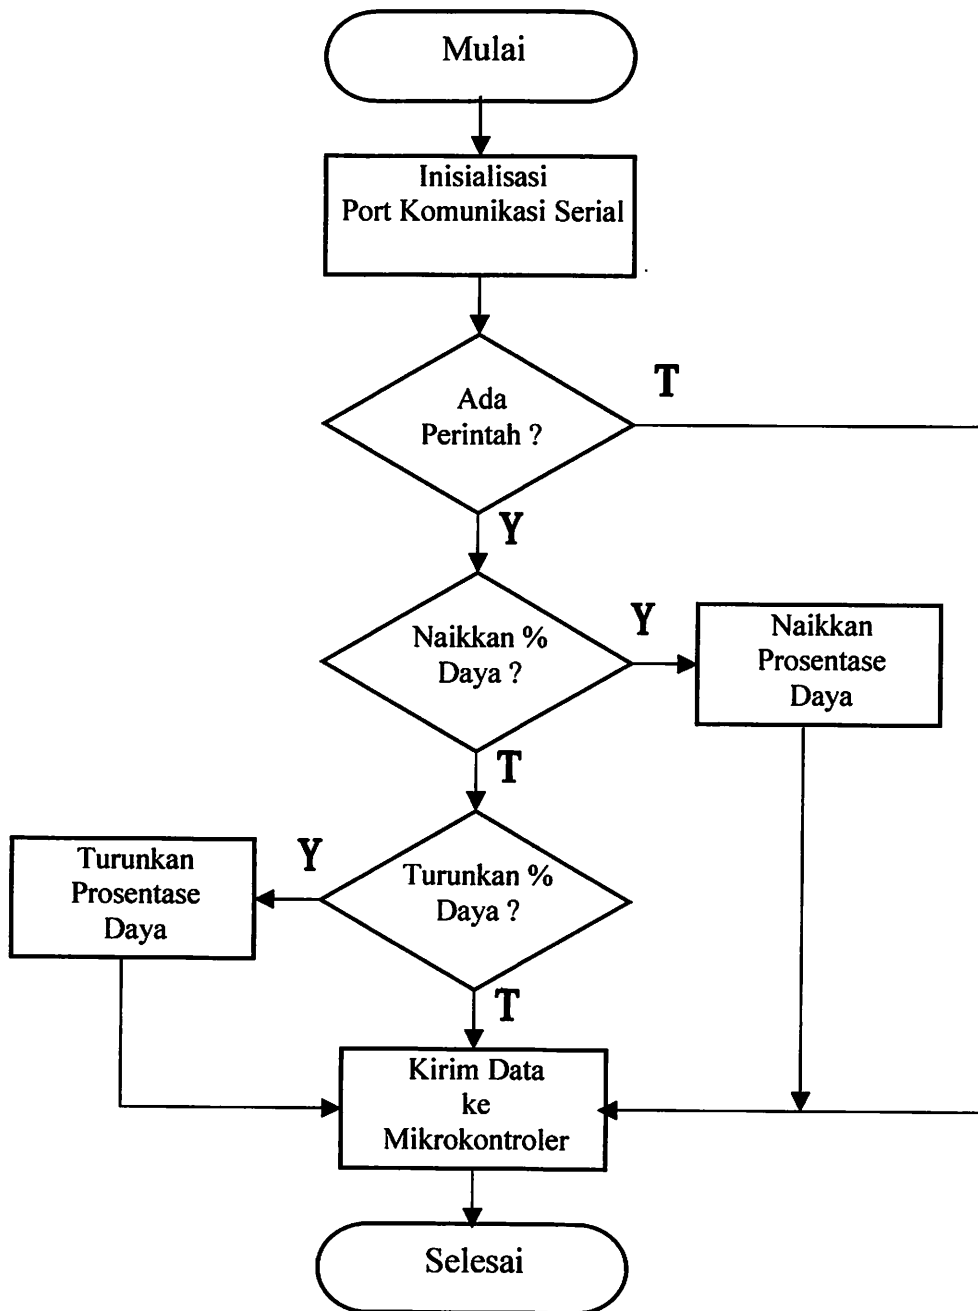 Mulai
Inisialisasi
Port Komunikasi Serial
Ada
Perintah ?
T
Y
Naikkan %
Daya ?
Y
Naikkan
Prosentase
Daya
T
Turunkan %
Daya ?
Y
Turunkan
Prosentase
Daya
T
Kirim Data
ke
Mikrokontroler
Selesai